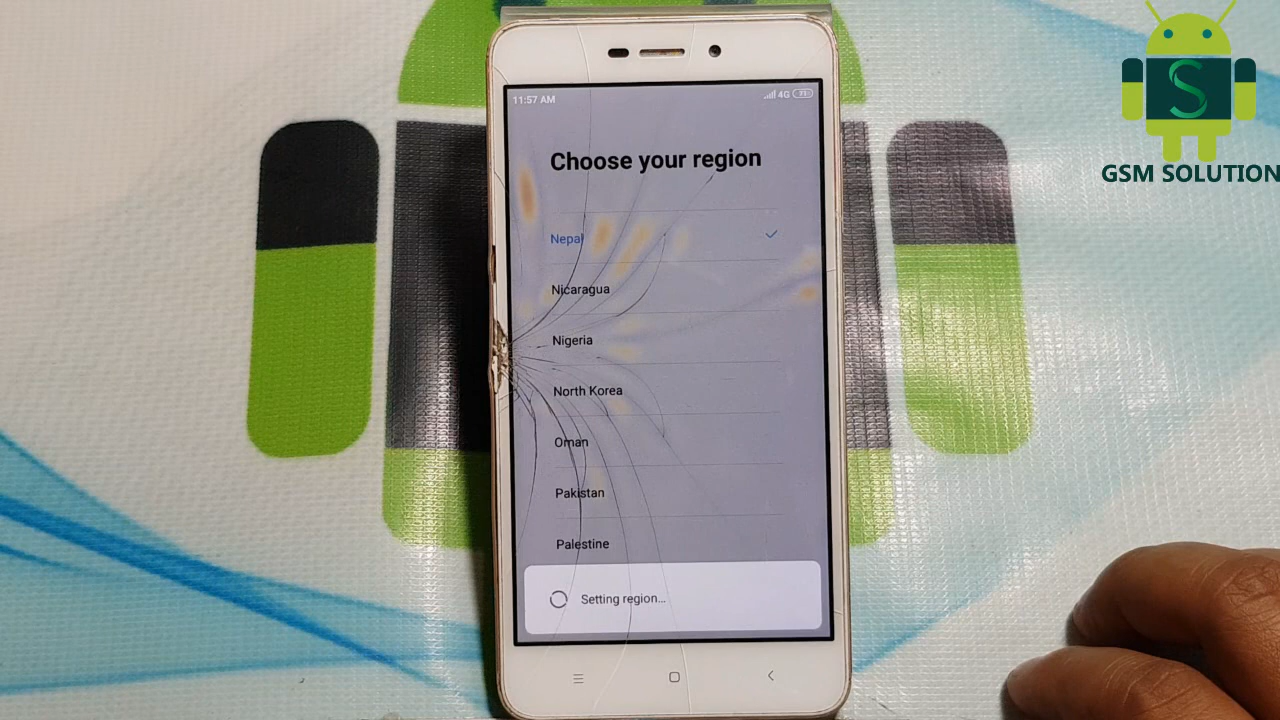 11:57 AM
4G
Choose your region
Nepal
Nicaragua
Nigeria
North Korea
Oman
Pakistan
Palestine
Setting region...
S
GSM SOLUTION